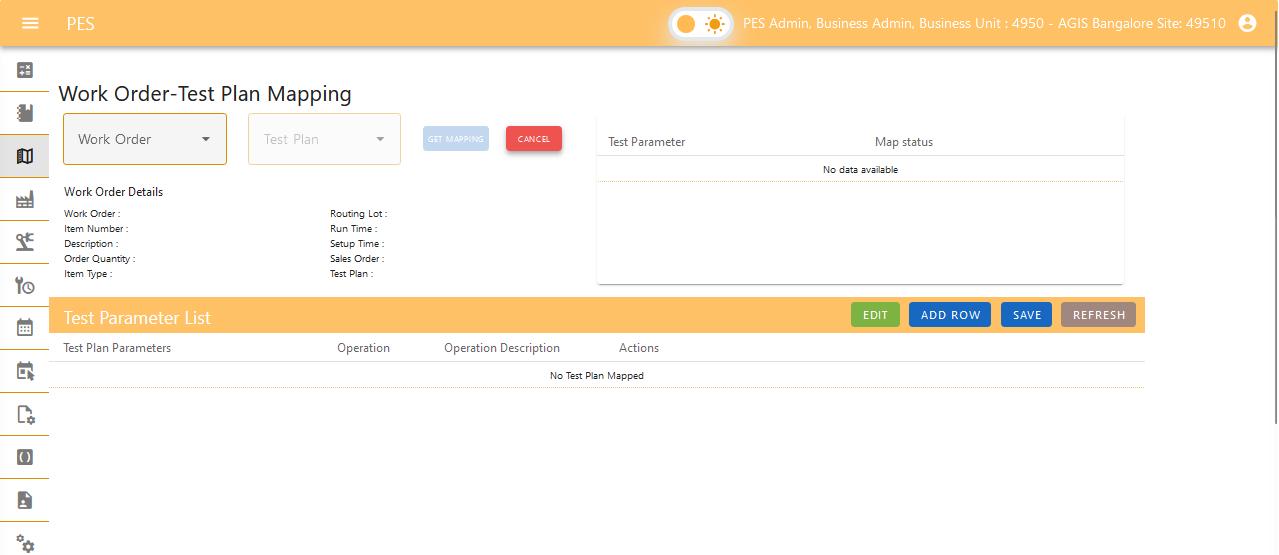 PES
PES Admin, Business Admin, Business Unit : 4950 - AGIS Bangalore Site: 49510
Work Order-Test Plan Mapping
Work Order
Test Plan
GET MAPPING
CANCEL
Test Parameter Map status
No data available
Work Order Details
Work Order : Routing Lot :
Item Number : Run Time :
Description : Setup Time :
Order Quantity : Sales Order :
Item Type : Test Plan :
Test Parameter List
EDIT
ADD ROW
SAVE
REFRESH
Test Plan Parameters Operation Operation Description Actions
No Test Plan Mapped